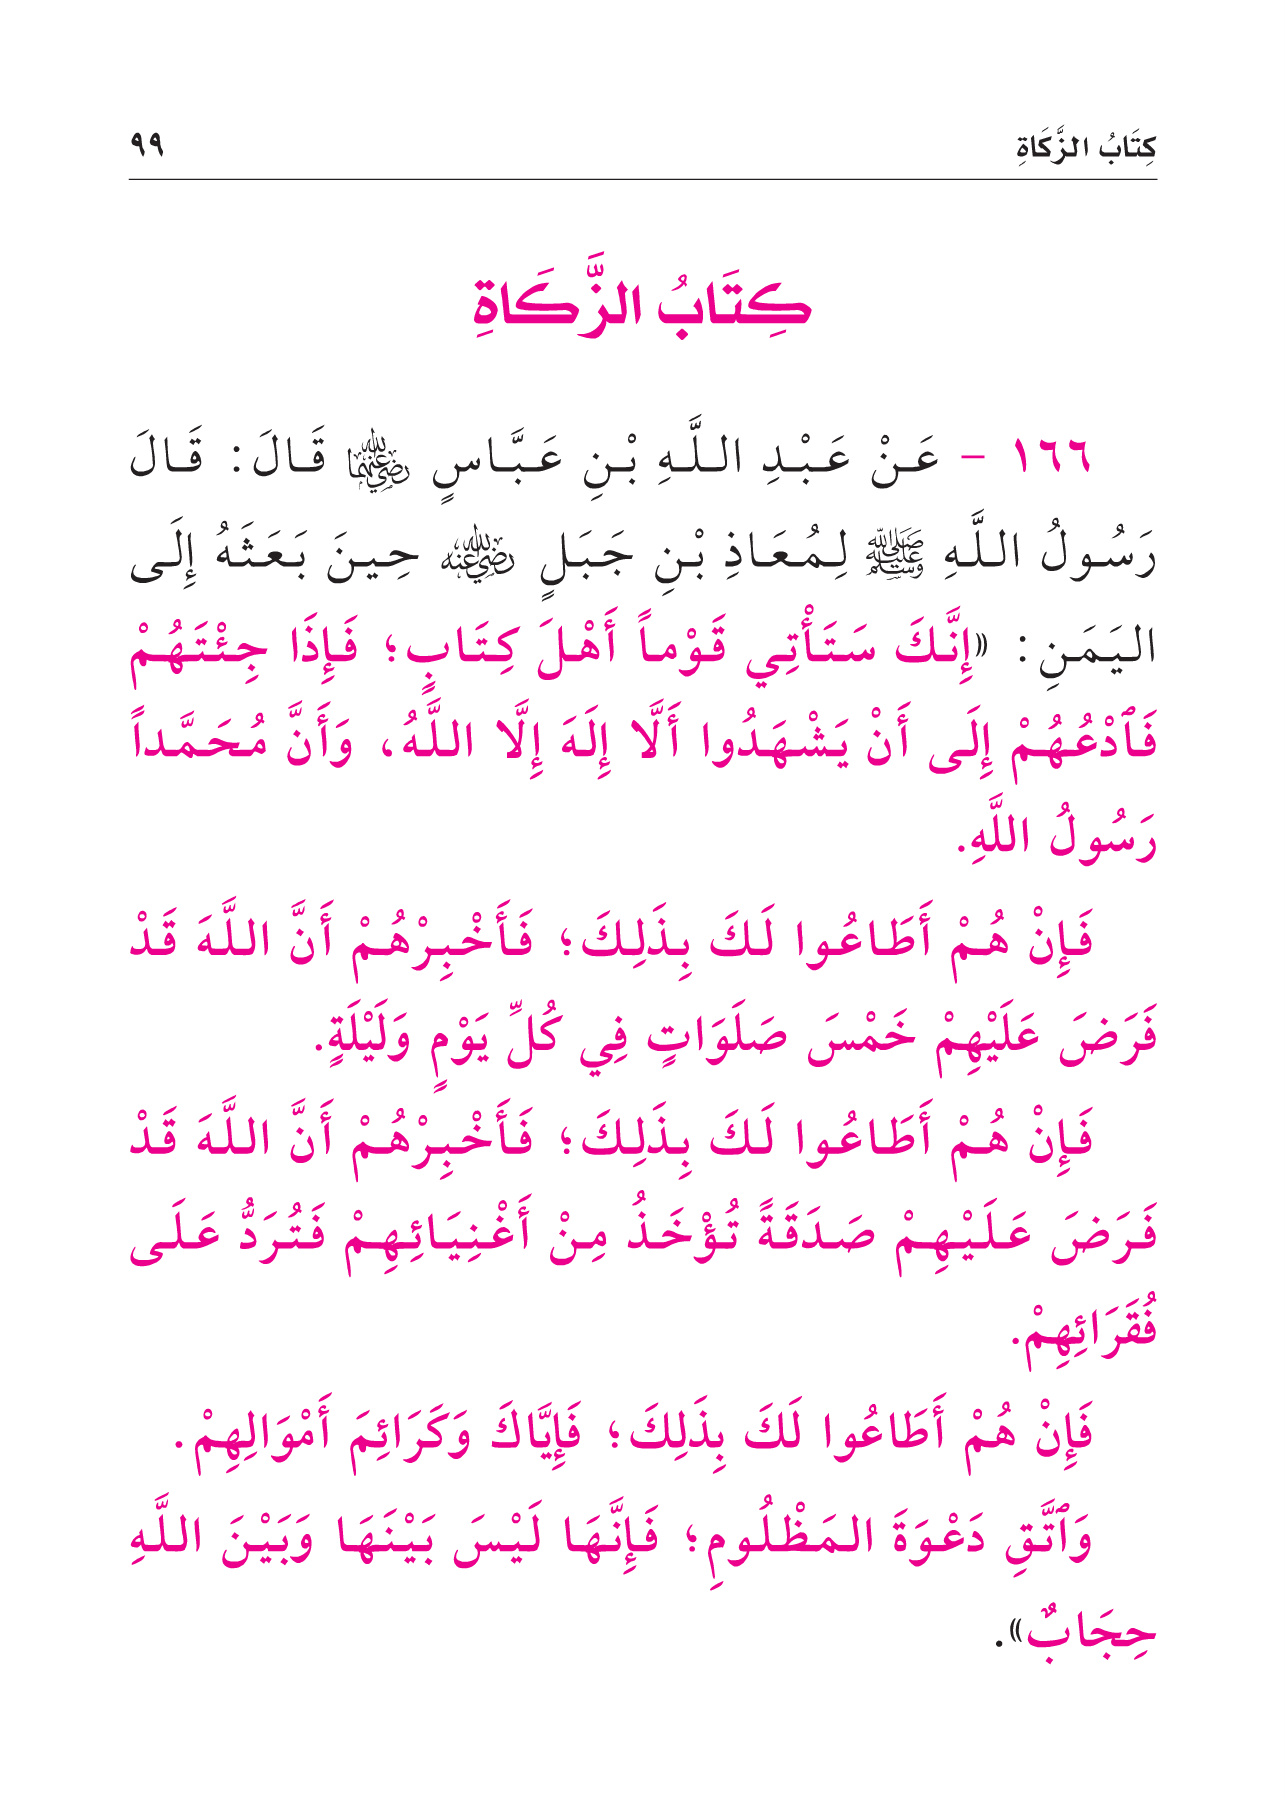 كِتَابُ الزَّكَاةِ ٩٩
كِتَابُ الزَّكَاةِ
١٦٦ - عَنْ عَبْدِ اللَّهِ بْنِ عَبَّاسٍ رضي الله عنهما قَالَ: قَالَ
رَسُولُ اللَّهِ ﷺ لِمُعَاذِ بْنِ جَبَلٍ رضي الله عنه حِينَ بَعَثَهُ إِلَى
اليَمَنِ: «إِنَّكَ سَتَأْتِي قَوْماً أَهْلَ كِتَابٍ؛ فَإِذَا جِئْتَهُمْ
فَٱدْعُهُمْ إِلَى أَنْ يَشْهَدُوا أَلَّا إِلَهَ إِلَّا اللَّهُ، وَأَنَّ مُحَمَّداً
رَسُولُ اللَّهِ.
فَإِنْ هُمْ أَطَاعُوا لَكَ بِذَلِكَ؛ فَأَخْبِرْهُمْ أَنَّ اللَّهَ قَدْ
فَرَضَ عَلَيْهِمْ خَمْسَ صَلَوَاتٍ فِي كُلِّ يَوْمٍ وَلَيْلَةٍ.
فَإِنْ هُمْ أَطَاعُوا لَكَ بِذَلِكَ؛ فَأَخْبِرْهُمْ أَنَّ اللَّهَ قَدْ
فَرَضَ عَلَيْهِمْ صَدَقَةً تُؤْخَذُ مِنْ أَغْنِيَائِهِمْ فَتُرَدُّ عَلَى
فُقَرَائِهِمْ.
فَإِنْ هُمْ أَطَاعُوا لَكَ بِذَلِكَ؛ فَإِيَّاكَ وَكَرَائِمَ أَمْوَالِهِمْ.
وَٱتَّقِ دَعْوَةَ المَظْلُومِ؛ فَإِنَّهَا لَيْسَ بَيْنَهَا وَبَيْنَ اللَّهِ
حِجَابٌ».